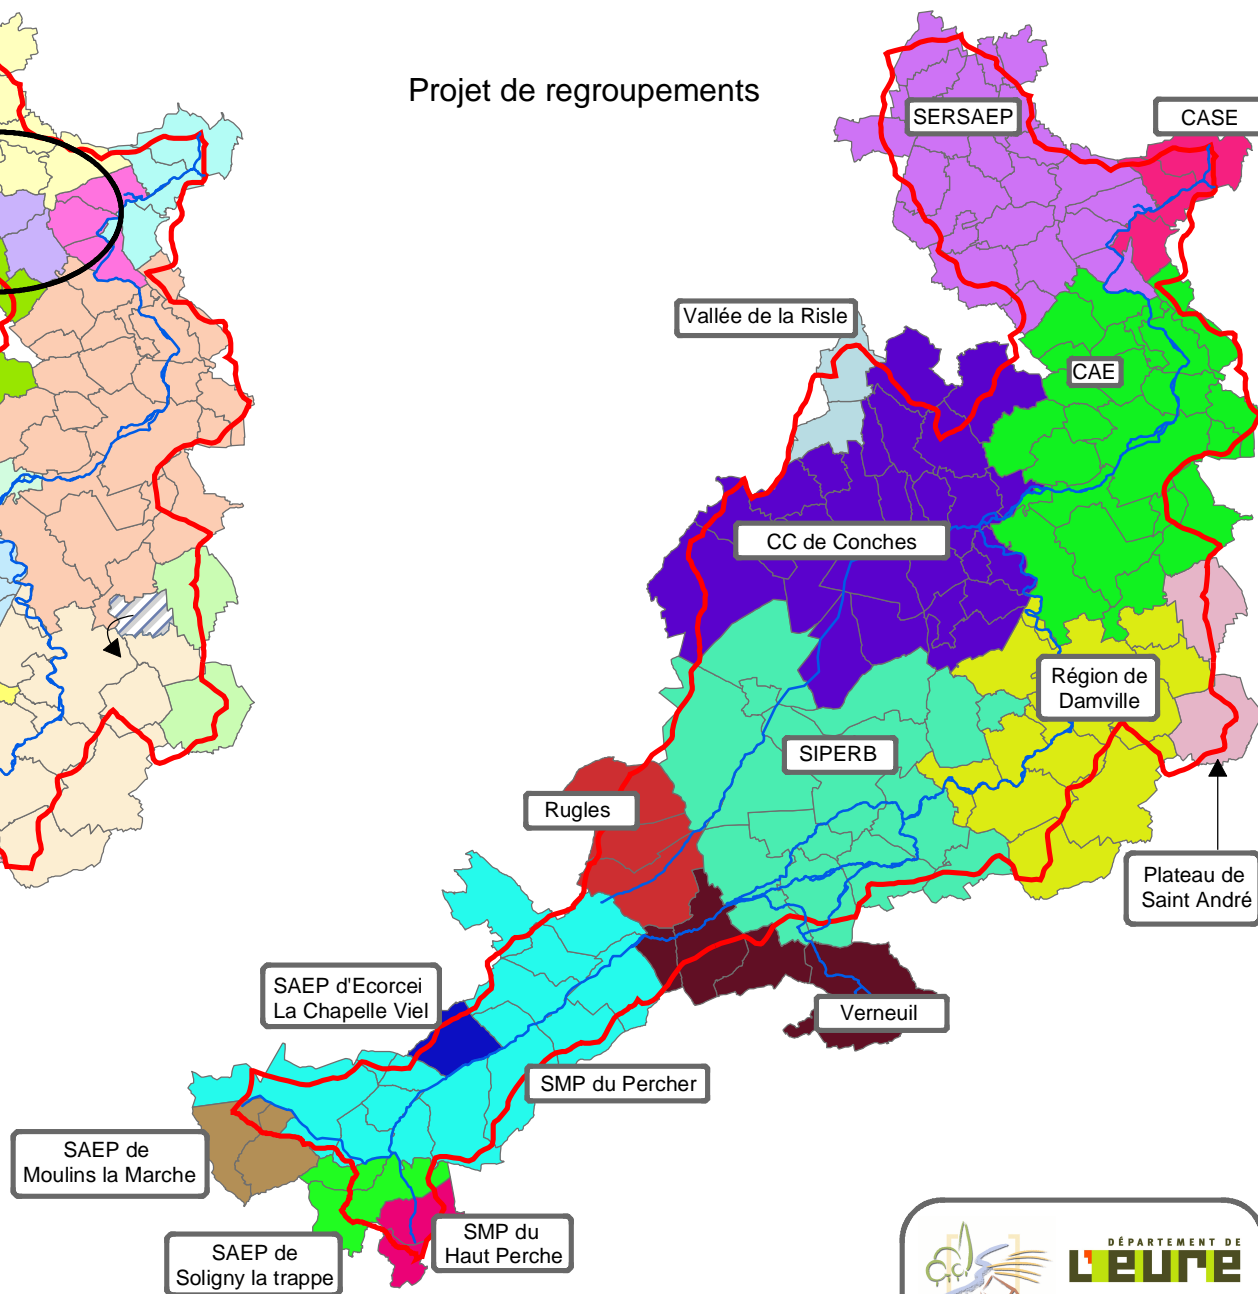 Projet de regroupements
SERSAEP
CASE
Vallée de la Risle
CAE
CC de Conches
Région de
Damville
SIPERB
Rugles
Plateau de
Saint André
SAEP d'Ecorcei
La Chapelle Viel
Verneuil
SMP du Percher
SAEP de
Moulins la Marche
SMP du
Haut Perche
SAEP de
Soligny la trappe
DÉPARTEMENT DE
L'EURE